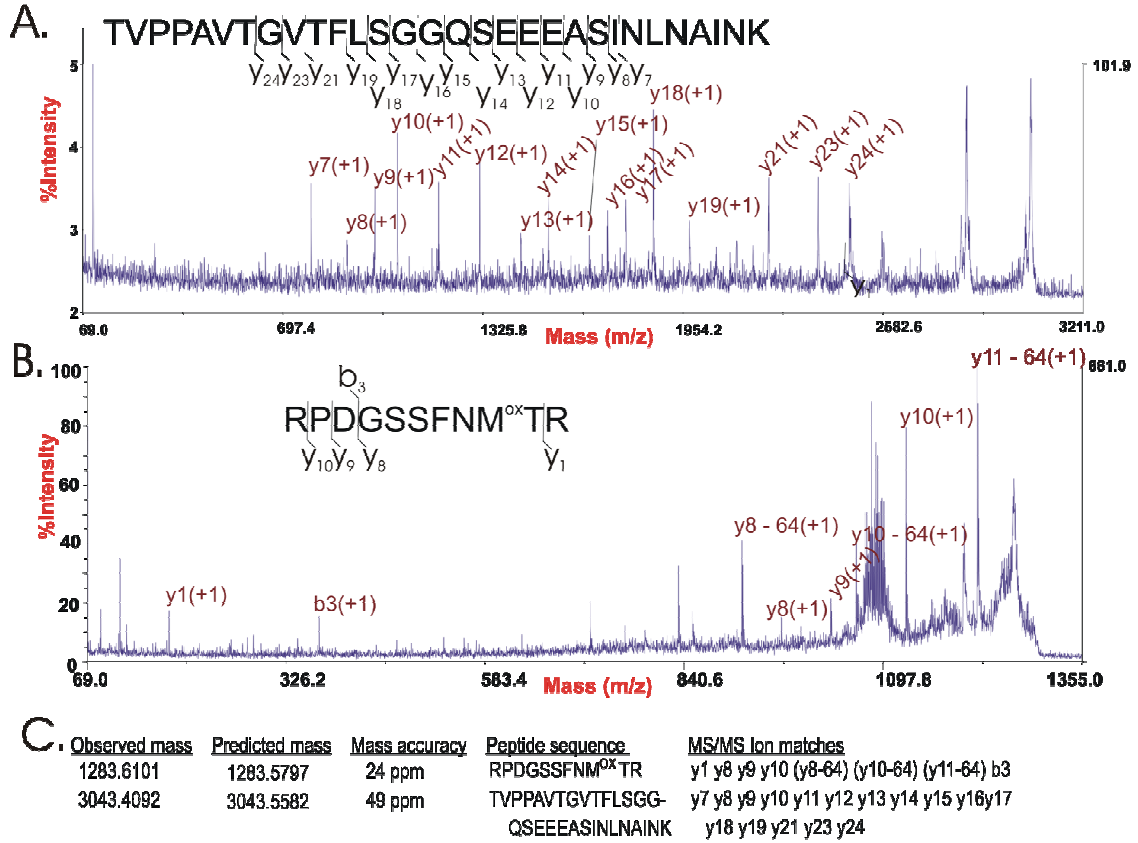 A. TVPPAVTGVTFLSGGQSEEEASINLNAINK
y24 y23 y21 y19 y17 y16 y15 y13 y11 y9 y8 y7
y18 y14 y12 y10
5 101.9
y18(+1)
y10(+1) y11(+1) y15(+1) y21(+1) y23(+1) y24(+1)
4
y7(+1) y9(+1) y12(+1) y14(+1) y16(+1) y17(+1)
y8(+1) y13(+1) y19(+1)
%Intensity
3
y
2
69.0 697.4 1325.8 1954.2 2682.6 3211.0
Mass (m/z)
B. 100 y11 - 64(+1)
b3
RPDGSSFNMoxTR
y10 y9 y8 y1
80 y10(+1)
%Intensity
60
y8 - 64(+1) y10 - 64(+1)
40
y9(+1)
y1(+1) b3(+1) y8(+1)
20
0
69.0 326.2 583.4 840.6 1097.8 1355.0
Mass (m/z)
C. Observed mass Predicted mass Mass accuracy Peptide sequence MS/MS Ion matches
1283.6101 1283.5797 24 ppm RPDGSSFNMOXTR y1 y8 y9 y10 (y8-64) (y10-64) (y11-64) b3
3043.4092 3043.5582 49 ppm TVPPAVTGVTFLSGG- y7 y8 y9 y10 y11 y12 y13 y14 y15 y16y17
QSEEEASINLNAINK y18 y19 y21 y23 y24